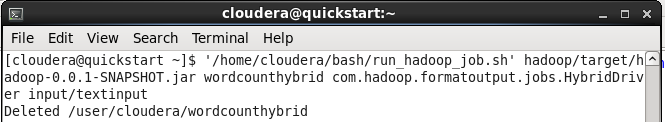 cloudera@quickstart:~
File Edit View Search Terminal Help
[cloudera@quickstart ~]$ '/home/cloudera/bash/run_hadoop_job.sh' hadoop/target/h
adoop-0.0.1-SNAPSHOT.jar wordcounthybrid com.hadoop.formatoutput.jobs.HybridDriv
er input/textinput
Deleted /user/cloudera/wordcounthybrid